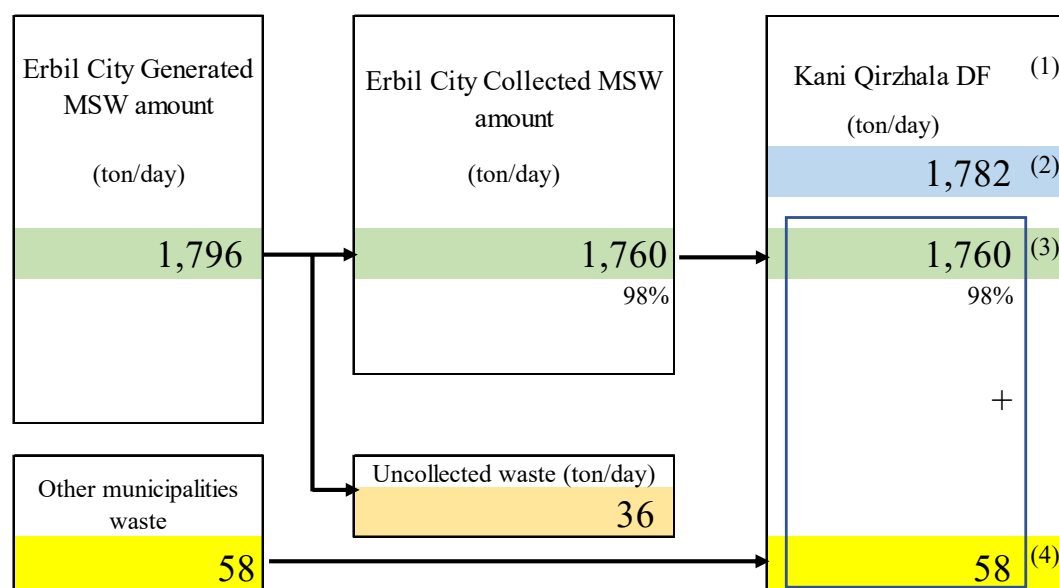 Erbil City Generated
MSW amount
(ton/day)
1,796
Erbil City Collected MSW
amount
(ton/day)
1,760
98%
Kani Qirzhala DF (1)
(ton/day)
1,782 (2)
1,760 (3)
98%
+
Other municipalities
waste
58
Uncollected waste (ton/day)
36
58 (4)